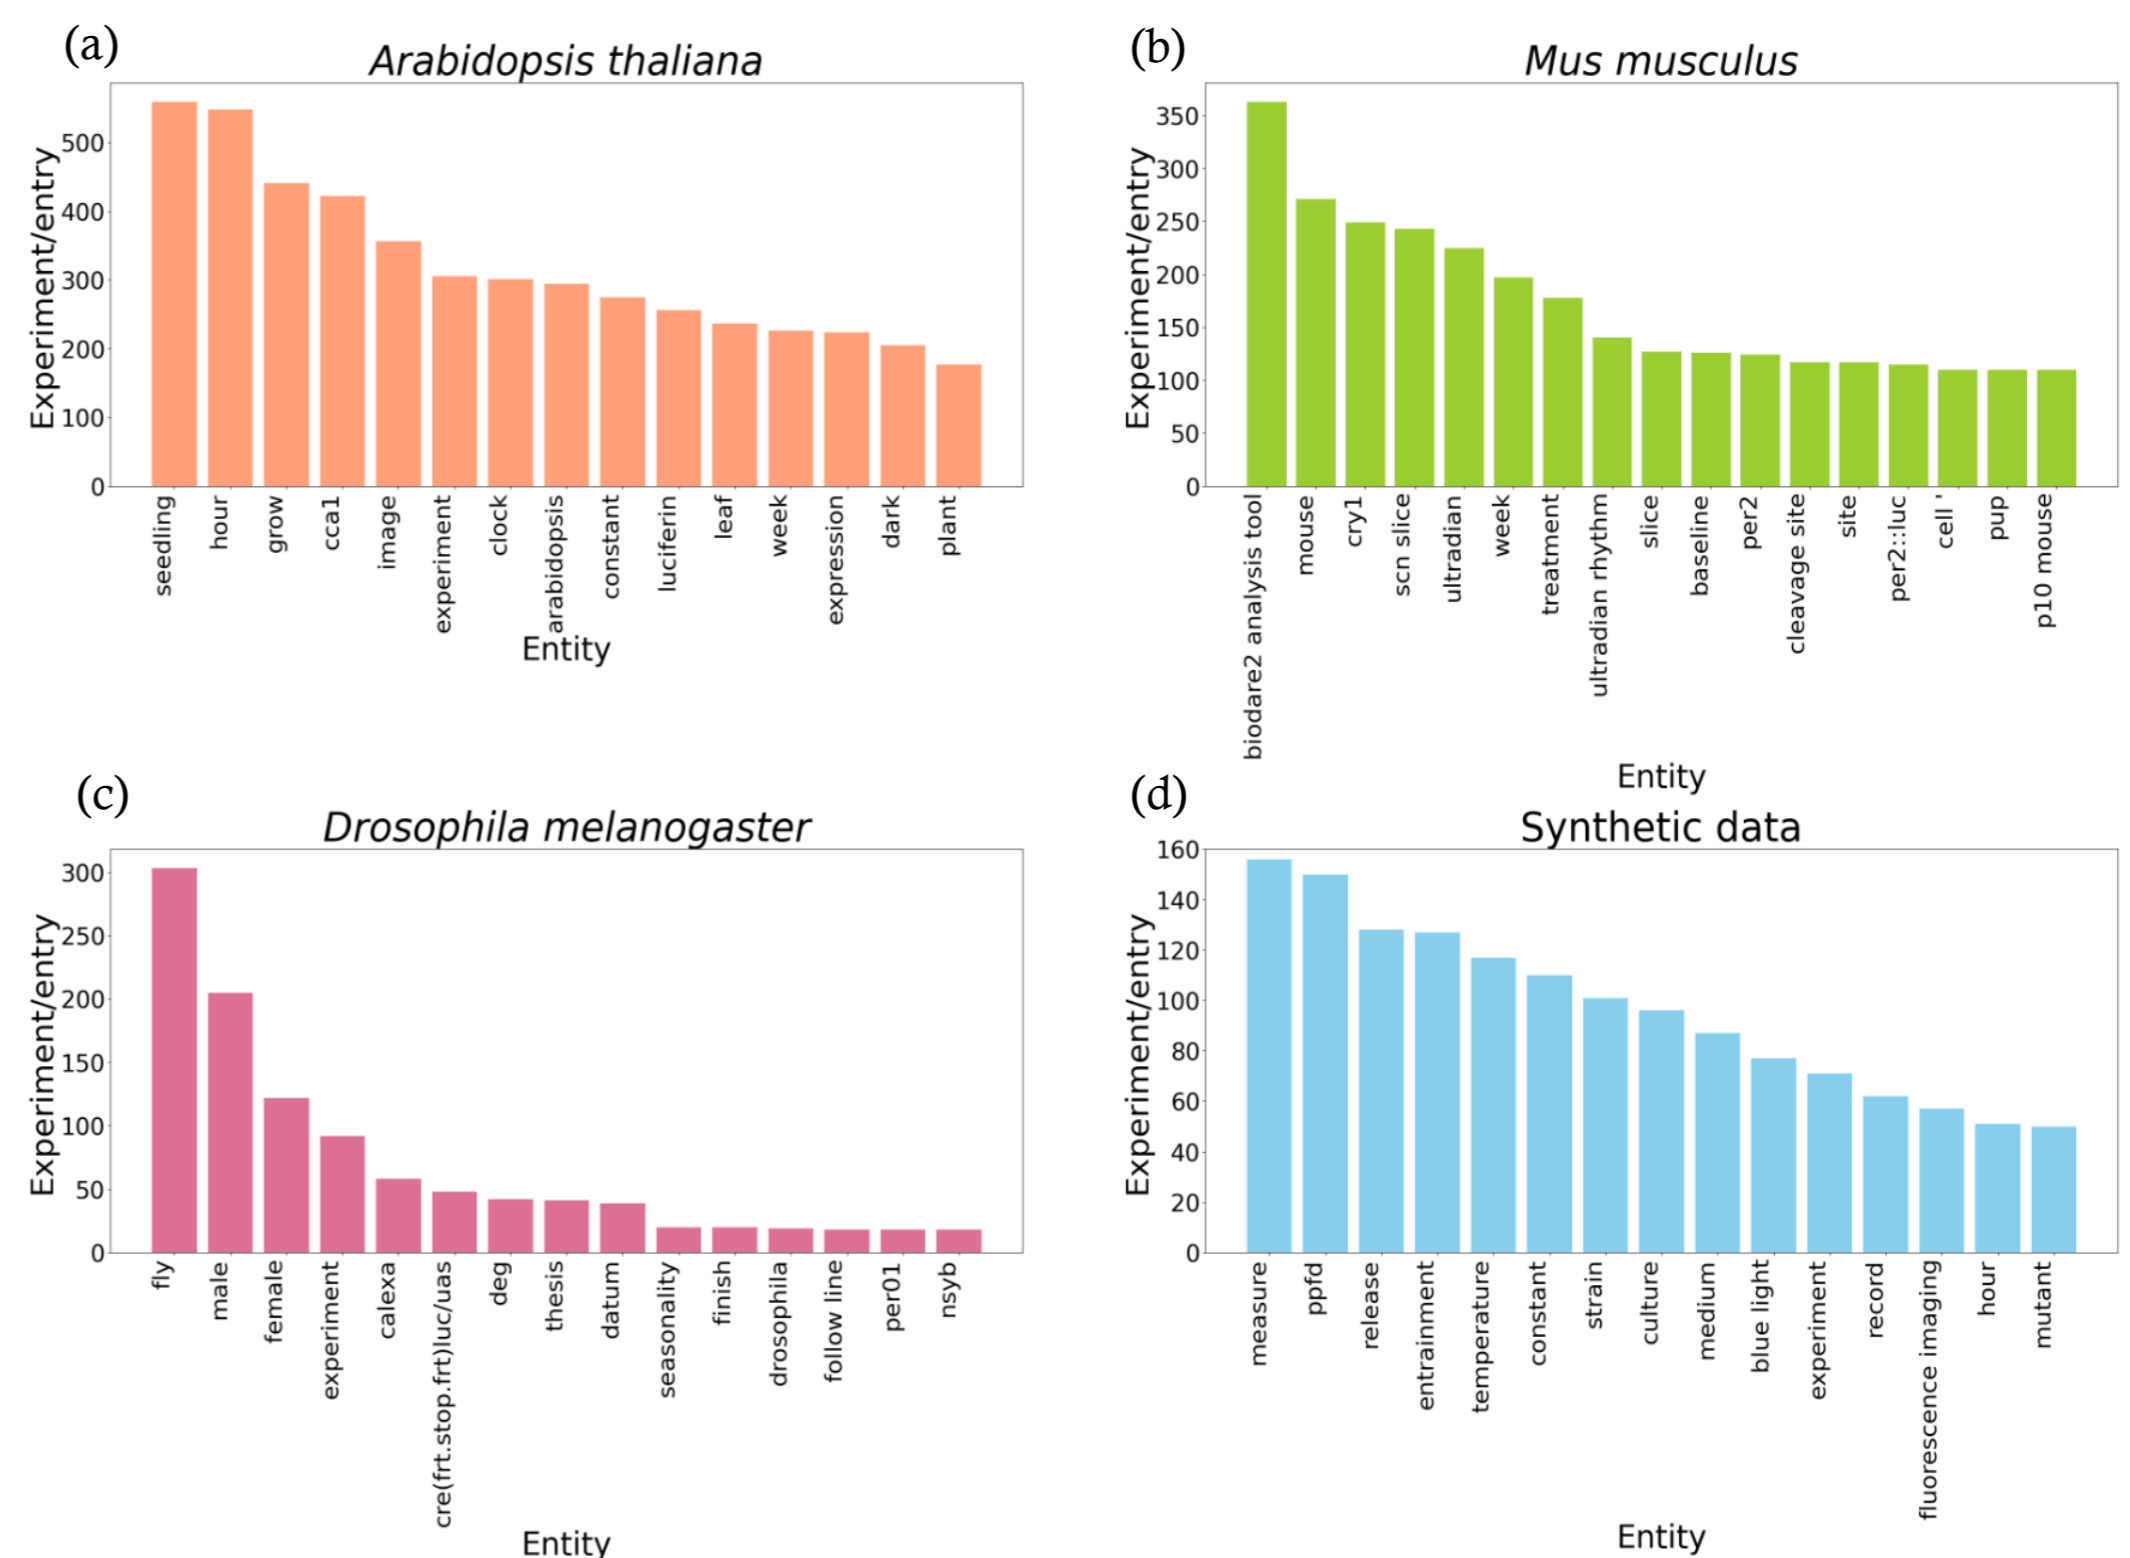 (a)
Arabidopsis thaliana
Experiment/entry
500
400
300
200
100
0
seedling
hour
grow
cca1
image
experiment
clock
arabidopsis
constant
luciferin
leaf
week
expression
dark
plant
Entity
(b)
Mus musculus
Experiment/entry
350
300
250
200
150
100
50
0
biodare2 analysis tool
mouse
cry1
scn slice
ultradian
week
treatment
ultradian rhythm
slice
baseline
per2
cleavage site
site
per2::luc
cell '
pup
p10 mouse
Entity
(c)
Drosophila melanogaster
Experiment/entry
300
250
200
150
100
50
0
fly
male
female
experiment
calexa
cre(frt.stop.frt)luc/uas
deg
thesis
datum
seasonality
finish
drosophila
follow line
per01
nsyb
Entity
(d)
Synthetic data
Experiment/entry
160
140
120
100
80
60
40
20
0
measure
ppfd
release
entrainment
temperature
constant
strain
culture
medium
blue light
experiment
record
fluorescence imaging
hour
mutant
Entity